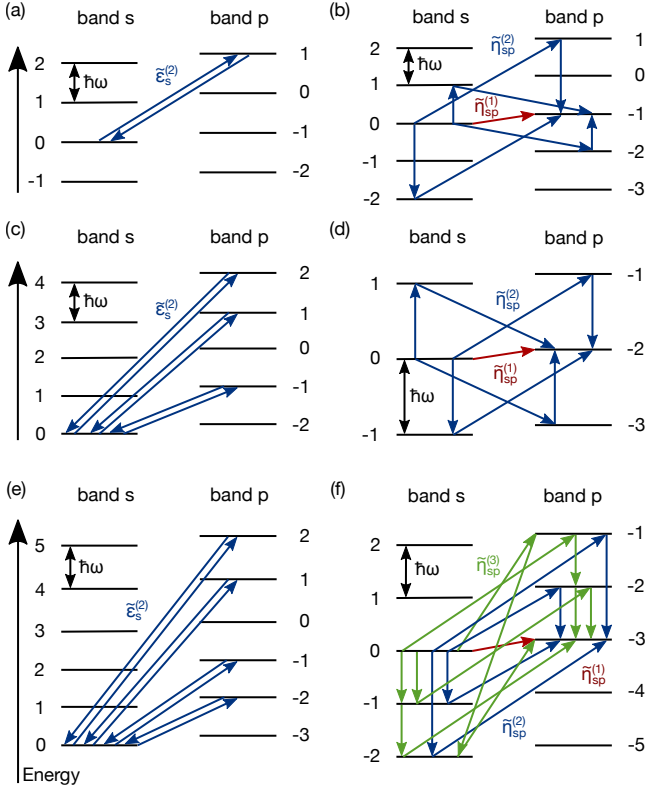 (a) band s band p
2 ħω ε̃ₛ⁽²⁾ 1
1 0
0 -1
-1 -2
(b) band s band p
2 η̃ₛₚ⁽²⁾ 1
ħω 0
1 η̃ₛₚ⁽¹⁾
0 -1
-1 -2
-2 -3
(c) band s band p
4 ħω ε̃ₛ⁽²⁾ 2
3 1
2 0
1 -1
0 -2
(d) band s band p
1 η̃ₛₚ⁽²⁾ -1
0 η̃ₛₚ⁽¹⁾ -2
ħω
-1 -3
(e) band s band p
5 2
ħω
4 ε̃ₛ⁽²⁾ 1
3 0
2 -1
1 -2
0 -3
Energy
(f) band s band p
2 η̃ₛₚ⁽³⁾ -1
ħω
1 -2
0 -3
η̃ₛₚ⁽¹⁾
-1 η̃ₛₚ⁽²⁾ -4
-2 -5